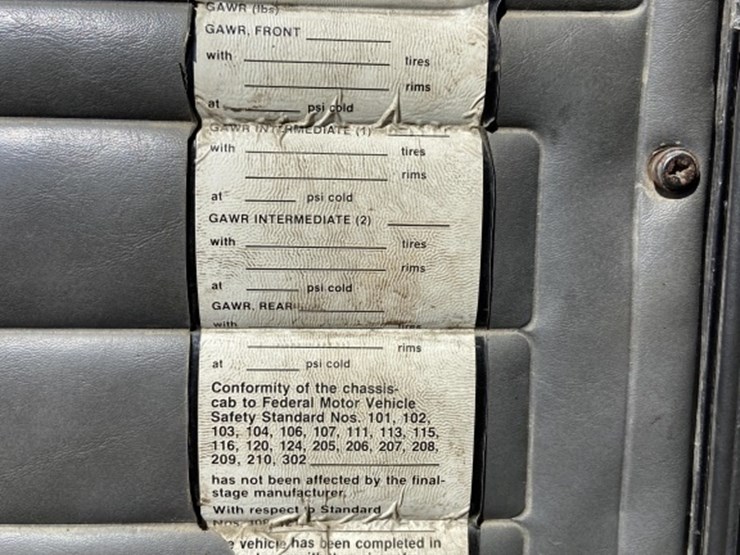 GAWR (lbs)
GAWR, FRONT
with tires
rims
at psi cold
GAWR INTERMEDIATE (1)
with tires
rims
at psi cold
GAWR INTERMEDIATE (2)
with tires
rims
at psi cold
GAWR, REAR
with tires
rims
at psi cold
Conformity of the chassis-
cab to Federal Motor Vehicle
Safety Standard Nos. 101, 102,
103, 104, 106, 107, 111, 113, 115,
116, 120, 124, 205, 206, 207, 208,
209, 210, 302
has not been affected by the final-
stage manufacturer.
With respect Standard
Nos.
vehicle has been completed in